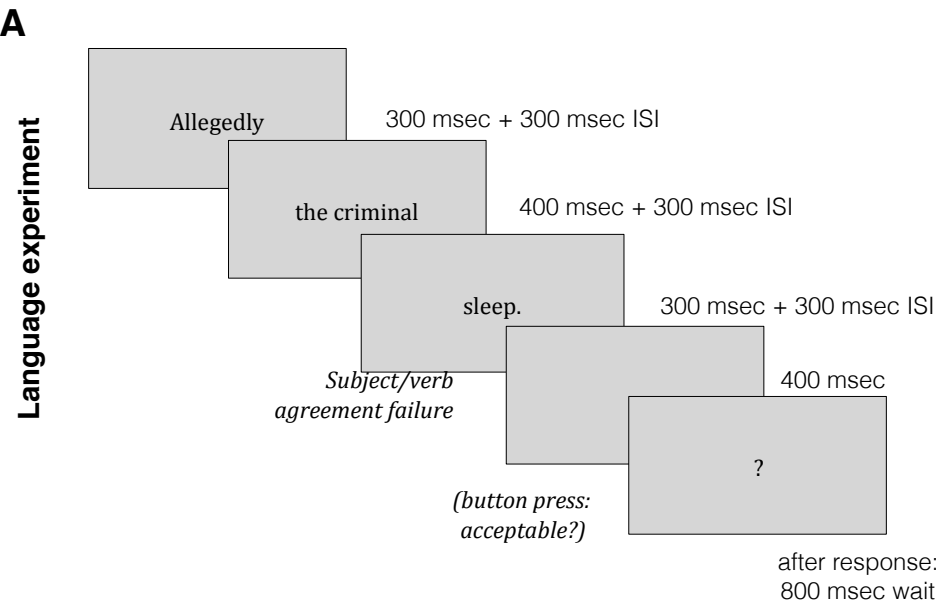 A
Language experiment
Allegedly
300 msec + 300 msec ISI
the criminal
400 msec + 300 msec ISI
sleep.
300 msec + 300 msec ISI
Subject/verb
agreement failure
400 msec
?
(button press:
acceptable?)
after response:
800 msec wait